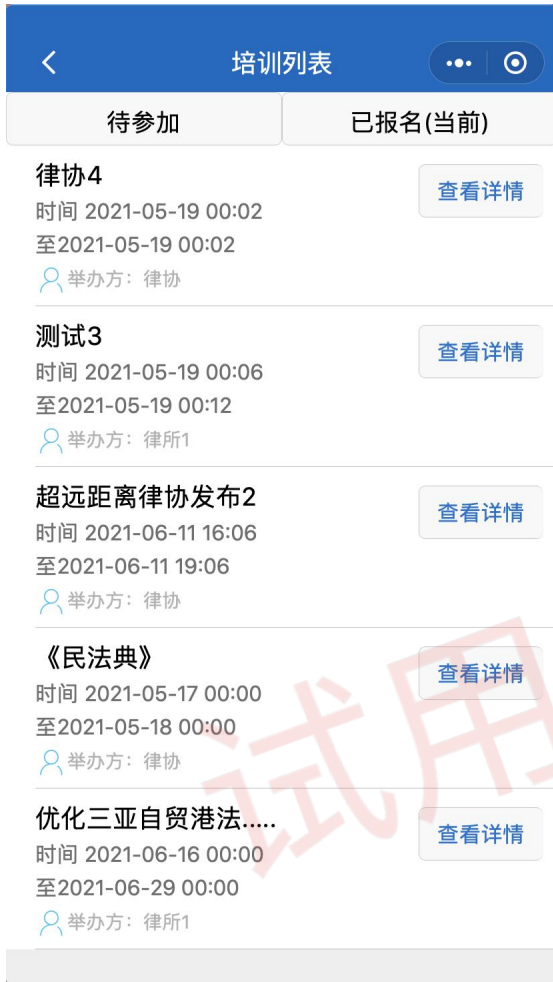 培训列表
待参加
已报名(当前)
律协4
查看详情
时间 2021-05-19 00:02
至2021-05-19 00:02
举办方：律协
测试3
查看详情
时间 2021-05-19 00:06
至2021-05-19 00:12
举办方：律所1
超远距离律协发布2
查看详情
时间 2021-06-11 16:06
至2021-06-11 19:06
举办方：律协
《民法典》
查看详情
时间 2021-05-17 00:00
至2021-05-18 00:00
举办方：律协
优化三亚自贸港法.....
查看详情
时间 2021-06-16 00:00
至2021-06-29 00:00
举办方：律所1
试用